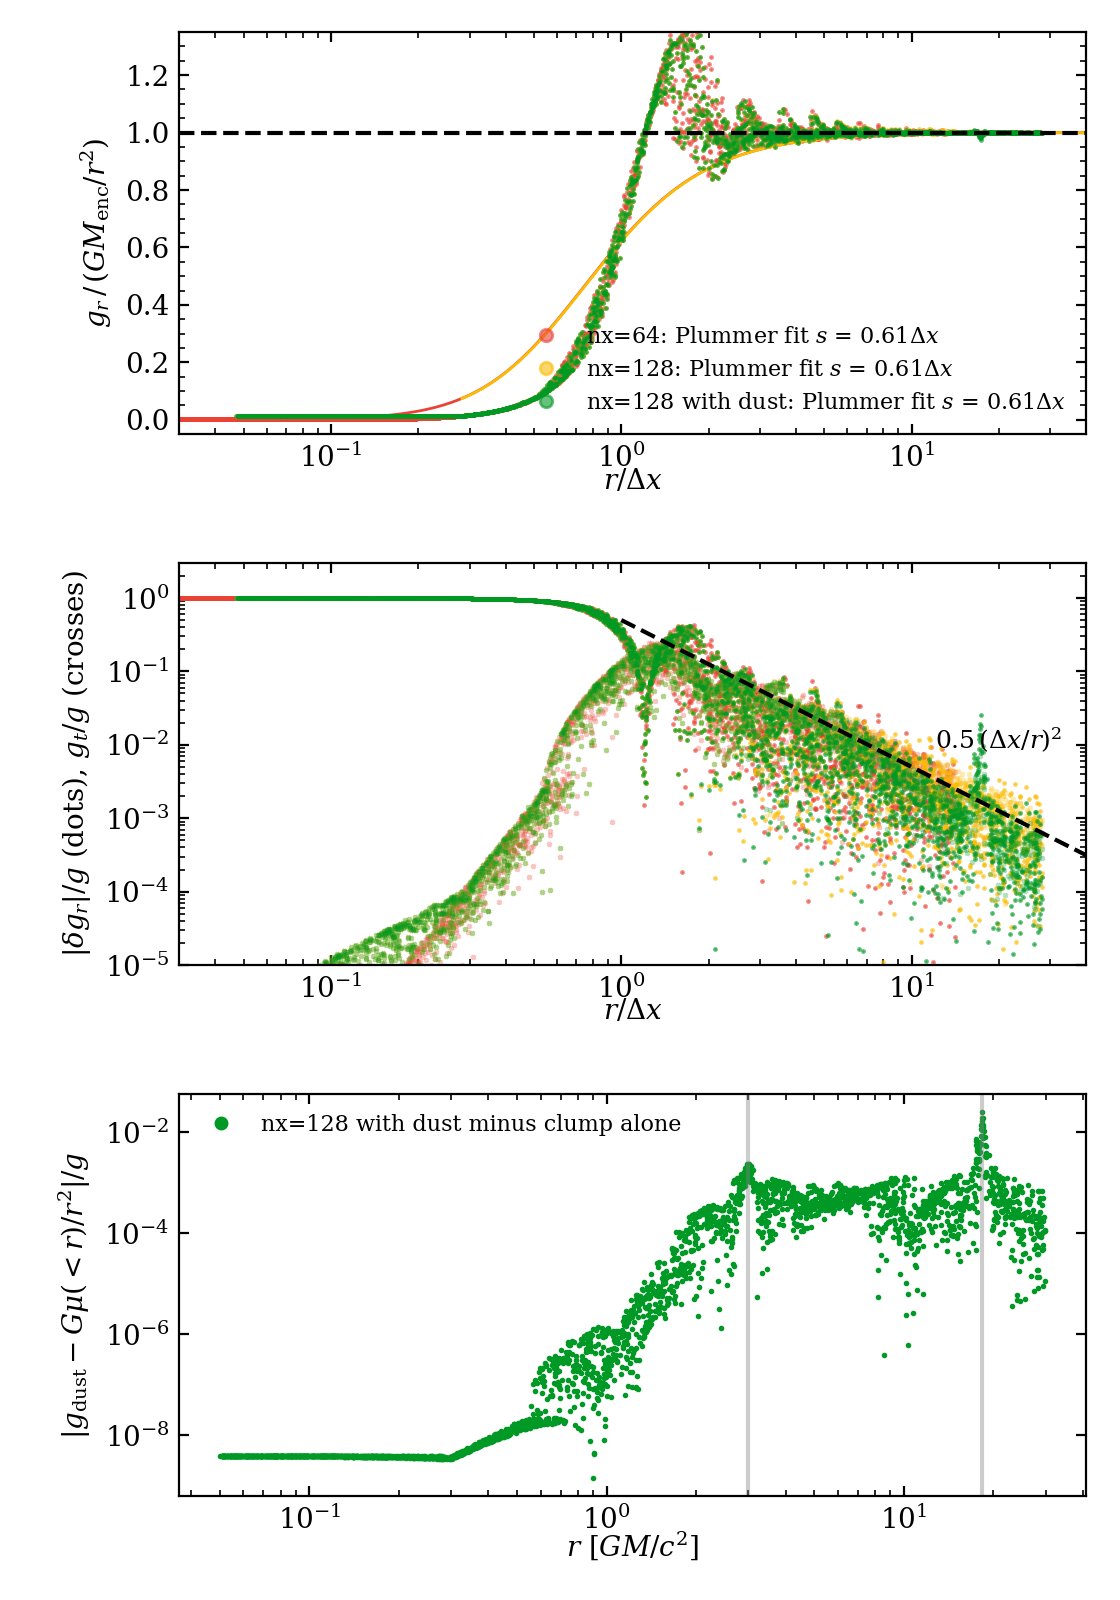 1.2
1.0
0.8
0.6
0.4
0.2
0.0
g_r / (GM_enc/r^2)
nx=64: Plummer fit s = 0.61Δx
nx=128: Plummer fit s = 0.61Δx
nx=128 with dust: Plummer fit s = 0.61Δx
10^−1 10^0 10^1
r/Δx
10^0
10^−1
10^−2
10^−3
10^−4
10^−5
|δg_r|/g (dots), g_t/g (crosses)
0.5 (Δx/r)^2
10^−1 10^0 10^1
r/Δx
nx=128 with dust minus clump alone
10^−2
10^−4
10^−6
10^−8
|g_dust − Gμ(< r)/r^2|/g
10^−1 10^0 10^1
r [GM/c^2]